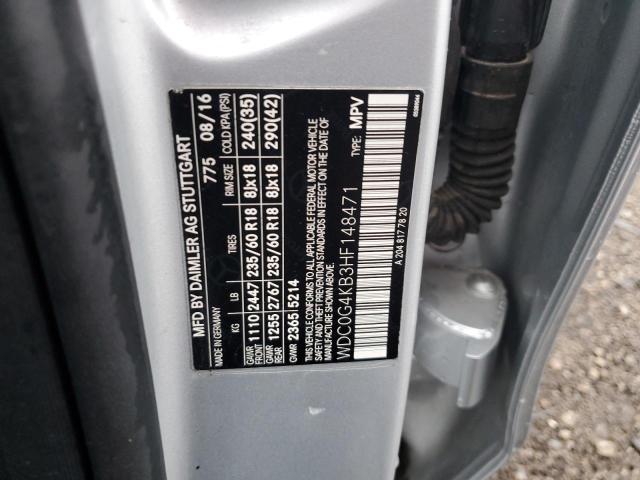 MFD BY DAIMLER AG STUTTGART
MADE IN GERMANY 775 08/16
KG LB TIRES RIM SIZE COLD KPA(PSI)
GAWR FRONT 1110 2447 235/60 R18 8Jx18 240(35)
GAWR REAR 1255 2767 235/60 R18 8Jx18 290(42)
GVWR 2365 5214
THIS VEHICLE CONFORMS TO ALL APPLICABLE FEDERAL MOTOR VEHICLE
SAFETY AND THEFT PREVENTION STANDARDS IN EFFECT ON THE DATE OF
MANUFACTURE SHOWN ABOVE.
WDC0G4KB3HF148471 TYPE: MPV
A 204 817 78 20